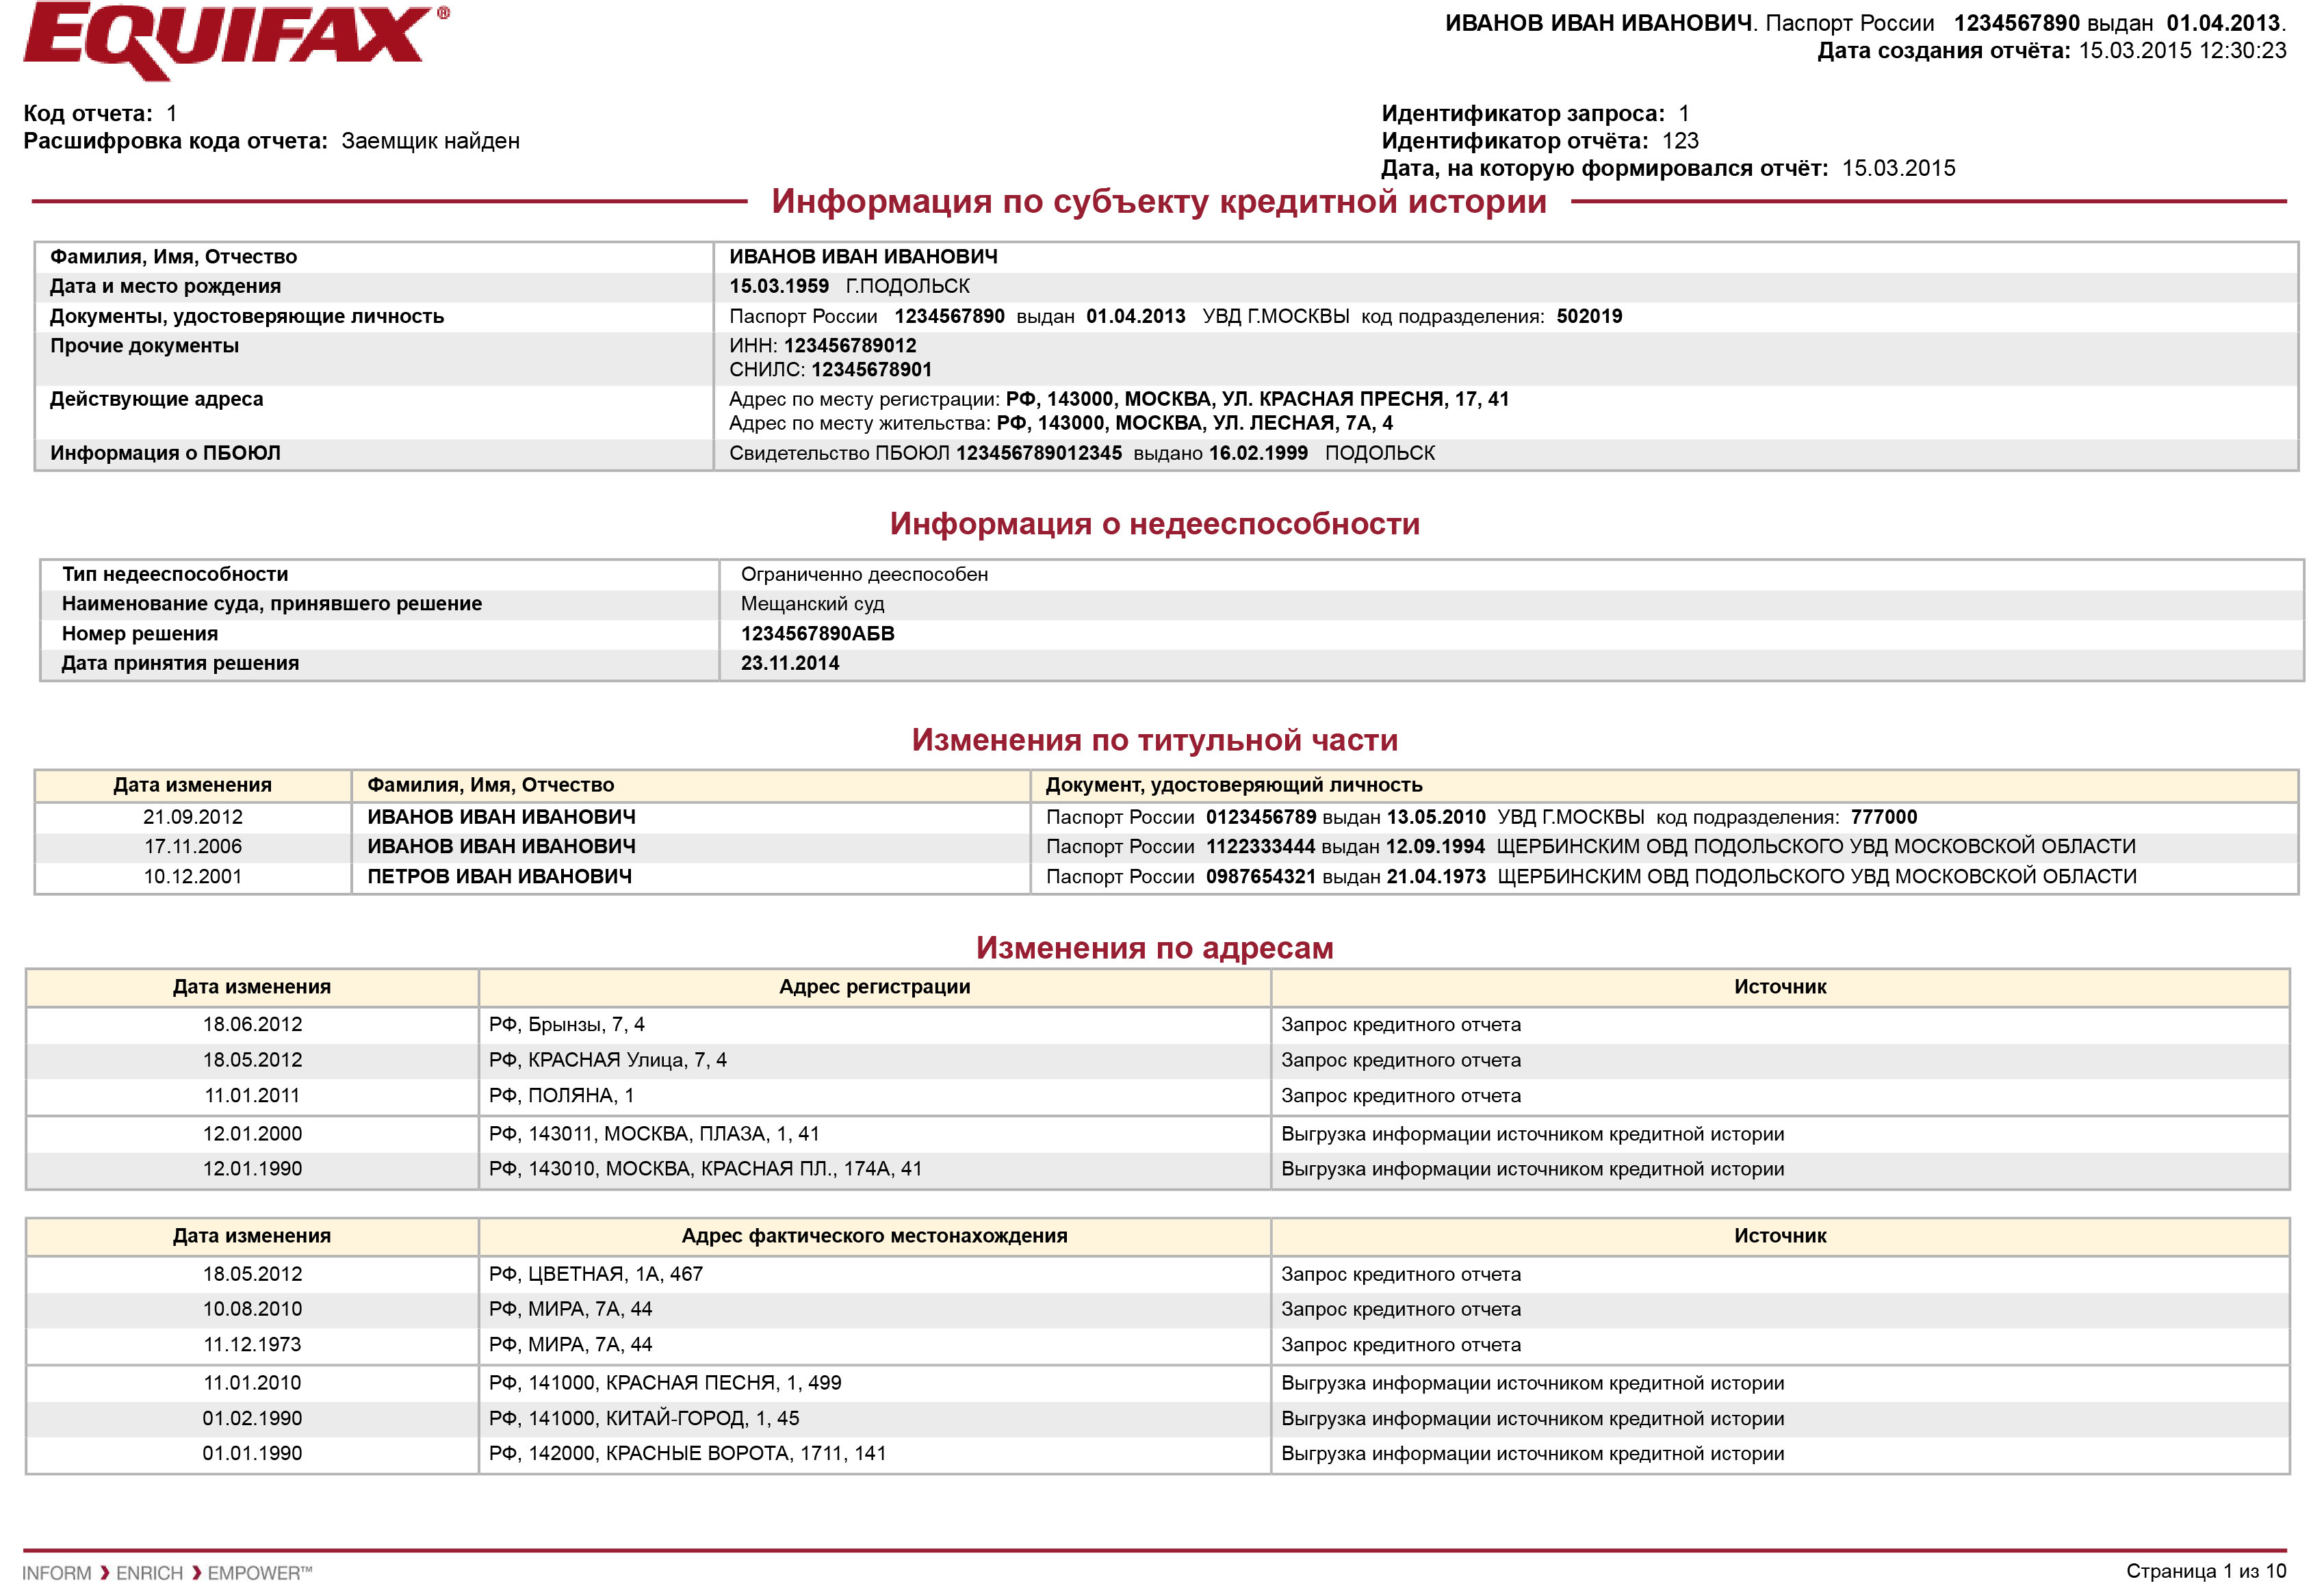 EQUIFAX®
ИВАНОВ ИВАН ИВАНОВИЧ. Паспорт России 1234567890 выдан 01.04.2013.
Дата создания отчёта: 15.03.2015 12:30:23
Код отчета: 1
Расшифровка кода отчета: Заемщик найден
Идентификатор запроса: 1
Идентификатор отчёта: 123
Дата, на которую формировался отчёт: 15.03.2015
Информация по субъекту кредитной истории
Фамилия, Имя, Отчество ИВАНОВ ИВАН ИВАНОВИЧ
Дата и место рождения 15.03.1959 Г.ПОДОЛЬСК
Документы, удостоверяющие личность Паспорт России 1234567890 выдан 01.04.2013 УВД Г.МОСКВЫ код подразделения: 502019
Прочие документы ИНН: 123456789012
СНИЛС: 12345678901
Действующие адреса Адрес по месту регистрации: РФ, 143000, МОСКВА, УЛ. КРАСНАЯ ПРЕСНЯ, 17, 41
Адрес по месту жительства: РФ, 143000, МОСКВА, УЛ. ЛЕСНАЯ, 7А, 4
Информация о ПБОЮЛ Свидетельство ПБОЮЛ 123456789012345 выдано 16.02.1999 ПОДОЛЬСК
Информация о недееспособности
Тип недееспособности Ограниченно дееспособен
Наименование суда, принявшего решение Мещанский суд
Номер решения 1234567890АБВ
Дата принятия решения 23.11.2014
Изменения по титульной части
Дата изменения Фамилия, Имя, Отчество Документ, удостоверяющий личность
21.09.2012 ИВАНОВ ИВАН ИВАНОВИЧ Паспорт России 0123456789 выдан 13.05.2010 УВД Г.МОСКВЫ код подразделения: 777000
17.11.2006 ИВАНОВ ИВАН ИВАНОВИЧ Паспорт России 1122333444 выдан 12.09.1994 ЩЕРБИНСКИМ ОВД ПОДОЛЬСКОГО УВД МОСКОВСКОЙ ОБЛАСТИ
10.12.2001 ПЕТРОВ ИВАН ИВАНОВИЧ Паспорт России 0987654321 выдан 21.04.1973 ЩЕРБИНСКИМ ОВД ПОДОЛЬСКОГО УВД МОСКОВСКОЙ ОБЛАСТИ
Изменения по адресам
Дата изменения Адрес регистрации Источник
18.06.2012 РФ, Брынзы, 7, 4 Запрос кредитного отчета
18.05.2012 РФ, КРАСНАЯ Улица, 7, 4 Запрос кредитного отчета
11.01.2011 РФ, ПОЛЯНА, 1 Запрос кредитного отчета
12.01.2000 РФ, 143011, МОСКВА, ПЛАЗА, 1, 41 Выгрузка информации источником кредитной истории
12.01.1990 РФ, 143010, МОСКВА, КРАСНАЯ ПЛ., 174А, 41 Выгрузка информации источником кредитной истории
Дата изменения Адрес фактического местонахождения Источник
18.05.2012 РФ, ЦВЕТНАЯ, 1А, 467 Запрос кредитного отчета
10.08.2010 РФ, МИРА, 7А, 44 Запрос кредитного отчета
11.12.1973 РФ, МИРА, 7А, 44 Запрос кредитного отчета
11.01.2010 РФ, 141000, КРАСНАЯ ПЕСНЯ, 1, 499 Выгрузка информации источником кредитной истории
01.02.1990 РФ, 141000, КИТАЙ-ГОРОД, 1, 45 Выгрузка информации источником кредитной истории
01.01.1990 РФ, 142000, КРАСНЫЕ ВОРОТА, 1711, 141 Выгрузка информации источником кредитной истории
INFORM ❯ ENRICH ❯ EMPOWER™
Страница 1 из 10